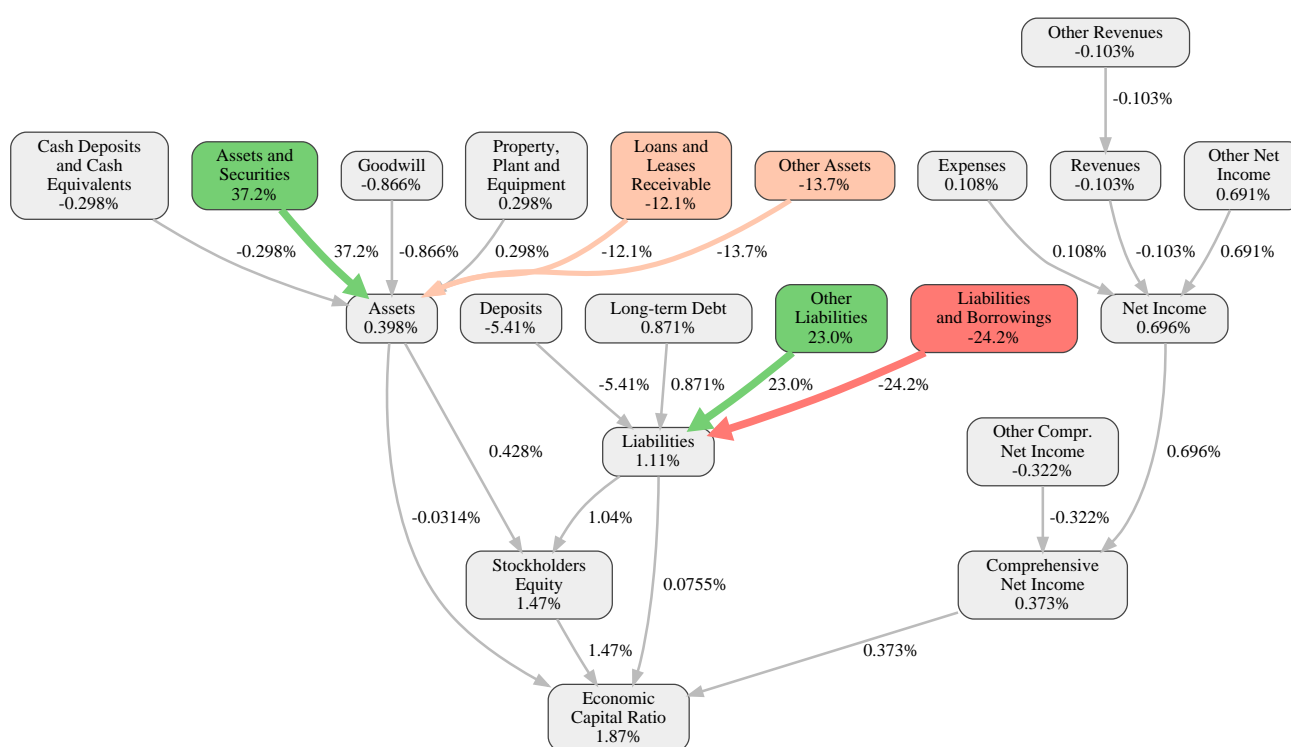 Other Revenues
-0.103%
-0.103%
Cash Deposits
and Cash
Equivalents
-0.298%
Assets and
Securities
37.2%
Goodwill
-0.866%
Property,
Plant and
Equipment
0.298%
Loans and
Leases
Receivable
-12.1%
Other Assets
-13.7%
Expenses
0.108%
Revenues
-0.103%
Other Net
Income
0.691%
-0.298%
37.2%
-0.866%
0.298%
-12.1%
-13.7%
0.108%
-0.103%
0.691%
Assets
0.398%
Deposits
-5.41%
Long-term Debt
0.871%
Other
Liabilities
23.0%
Liabilities
and Borrowings
-24.2%
Net Income
0.696%
-5.41%
0.871%
23.0%
-24.2%
0.428%
Liabilities
1.11%
Other Compr.
Net Income
-0.322%
0.696%
-0.0314%
1.04%
-0.322%
Stockholders
Equity
1.47%
0.0755%
Comprehensive
Net Income
0.373%
1.47%
0.373%
Economic
Capital Ratio
1.87%